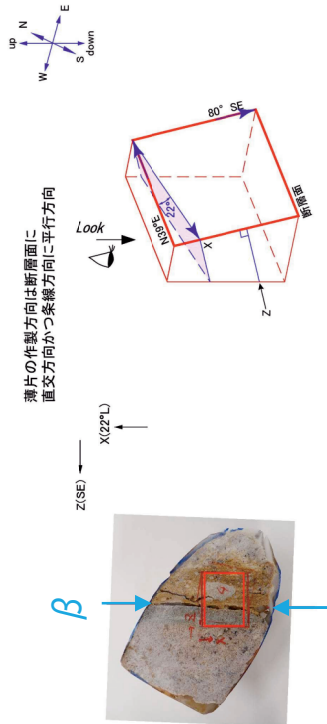 up
N
E
W
S
down
薄片の作製方向は断層面に
直交方向かつ条線方向に平行方向
Look
N39°E
80° SE
22°
X
Z
断層面
Z(SE)
X(22°L)
β